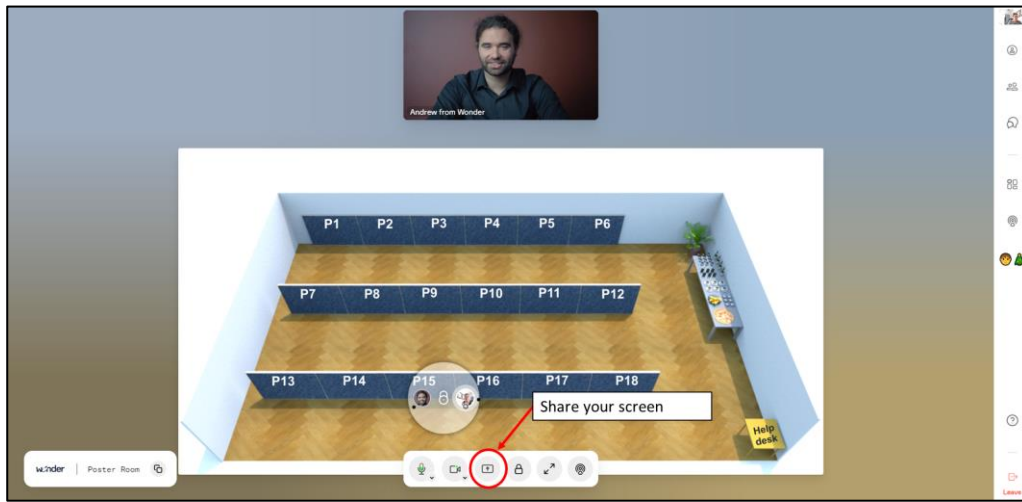 Andrew from Wonder
P1 P2 P3 P4 P5 P6
P7 P8 P9 P10 P11 P12
P13 P14 P15 P16 P17 P18
Share your screen
Help
desk
wonder | Poster Room
Leave